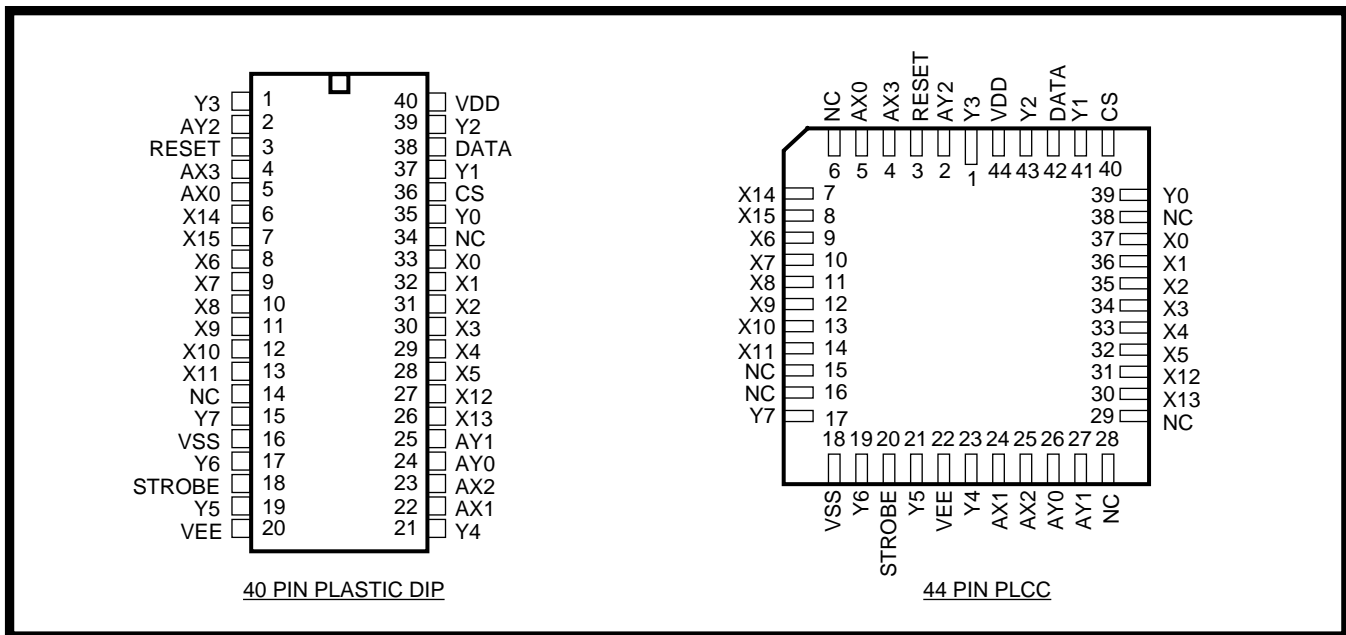 Y3 1 40 VDD
AY2 2 39 Y2
RESET 3 38 DATA
AX3 4 37 Y1
AX0 5 36 CS
X14 6 35 Y0
X15 7 34 NC
X6 8 33 X0
X7 9 32 X1
X8 10 31 X2
X9 11 30 X3
X10 12 29 X4
X11 13 28 X5
NC 14 27 X12
Y7 15 26 X13
VSS 16 25 AY1
Y6 17 24 AY0
STROBE 18 23 AX2
Y5 19 22 AX1
VEE 20 21 Y4
40 PIN PLASTIC DIP
NC AX0 AX3 RESET AY2 Y3 VDD Y2 DATA Y1 CS
6 5 4 3 2 1 44 43 42 41 40
X14 7 39 Y0
X15 8 38 NC
X6 9 37 X0
X7 10 36 X1
X8 11 35 X2
X9 12 34 X3
X10 13 33 X4
X11 14 32 X5
NC 15 31 X12
NC 16 30 X13
Y7 17 29 NC
18 19 20 21 22 23 24 25 26 27 28
VSS Y6 STROBE Y5 VEE Y4 AX1 AX2 AY0 AY1 NC
44 PIN PLCC